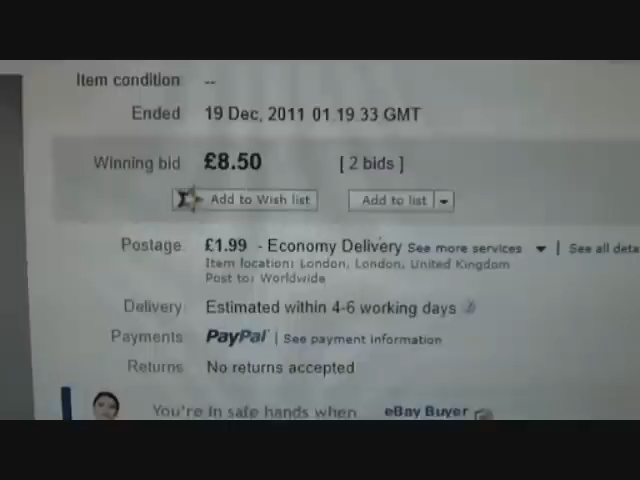 Item condition --
Ended 19 Dec, 2011 01.19 33 GMT
Winning bid £8.50 [ 2 bids ]
Add to Wish list Add to list
Postage £1.99 - Economy Delivery See more services | See all deta
Item location: London, London, United Kingdom
Post to: Worldwide
Delivery Estimated within 4-6 working days
Payments PayPal | See payment information
Returns No returns accepted
You're in safe hands when eBay Buyer